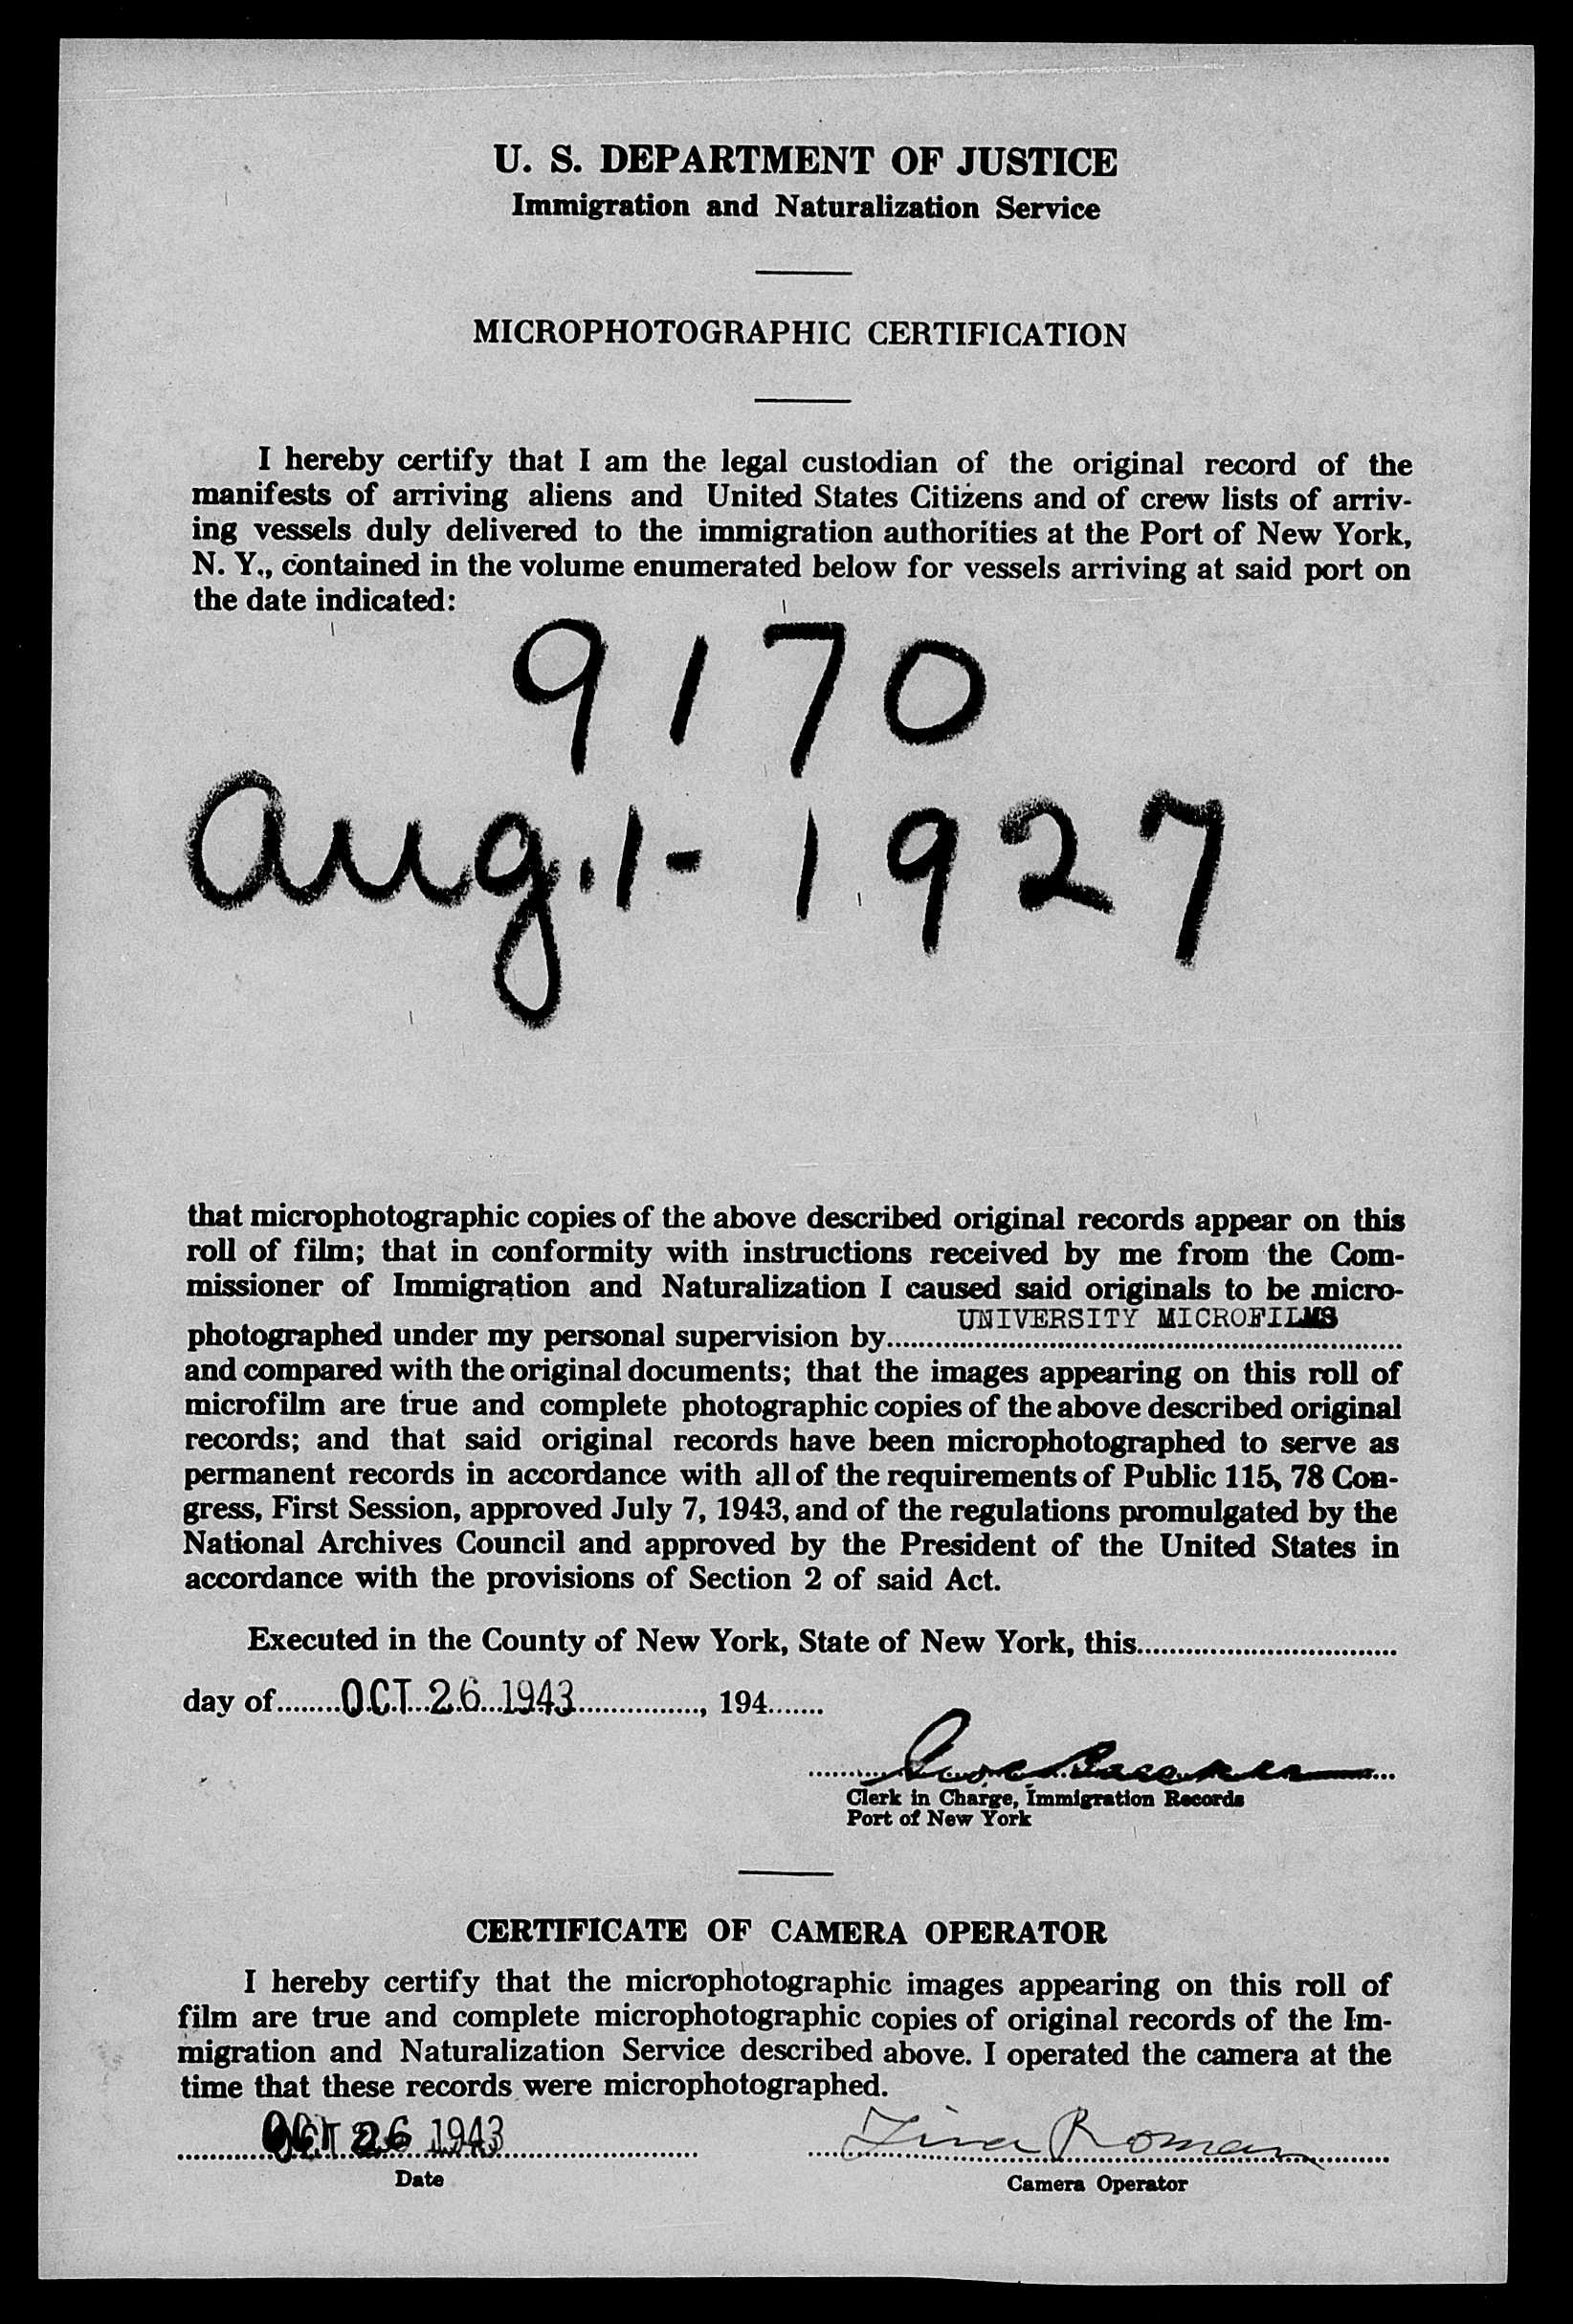 U. S. DEPARTMENT OF JUSTICE
Immigration and Naturalization Service
MICROPHOTOGRAPHIC CERTIFICATION
I hereby certify that I am the legal custodian of the original record of the
manifests of arriving aliens and United States Citizens and of crew lists of arriv-
ing vessels duly delivered to the immigration authorities at the Port of New York,
N. Y., contained in the volume enumerated below for vessels arriving at said port on
the date indicated:
9170
Aug. 1 - 1927
that microphotographic copies of the above described original records appear on this
roll of film; that in conformity with instructions received by me from the Com-
missioner of Immigration and Naturalization I caused said originals to be micro-
photographed under my personal supervision by UNIVERSITY MICROFILMS
and compared with the original documents; that the images appearing on this roll of
microfilm are true and complete photographic copies of the above described original
records; and that said original records have been microphotographed to serve as
permanent records in accordance with all of the requirements of Public 115, 78 Con-
gress, First Session, approved July 7, 1943, and of the regulations promulgated by the
National Archives Council and approved by the President of the United States in
accordance with the provisions of Section 2 of said Act.
Executed in the County of New York, State of New York, this
day of OCT 26 1943, 194
Clerk in Charge, Immigration Records
Port of New York
CERTIFICATE OF CAMERA OPERATOR
I hereby certify that the microphotographic images appearing on this roll of
film are true and complete microphotographic copies of original records of the Im-
migration and Naturalization Service described above. I operated the camera at the
time that these records were microphotographed.
OCT 26 1943 Tina Roman
Date Camera Operator